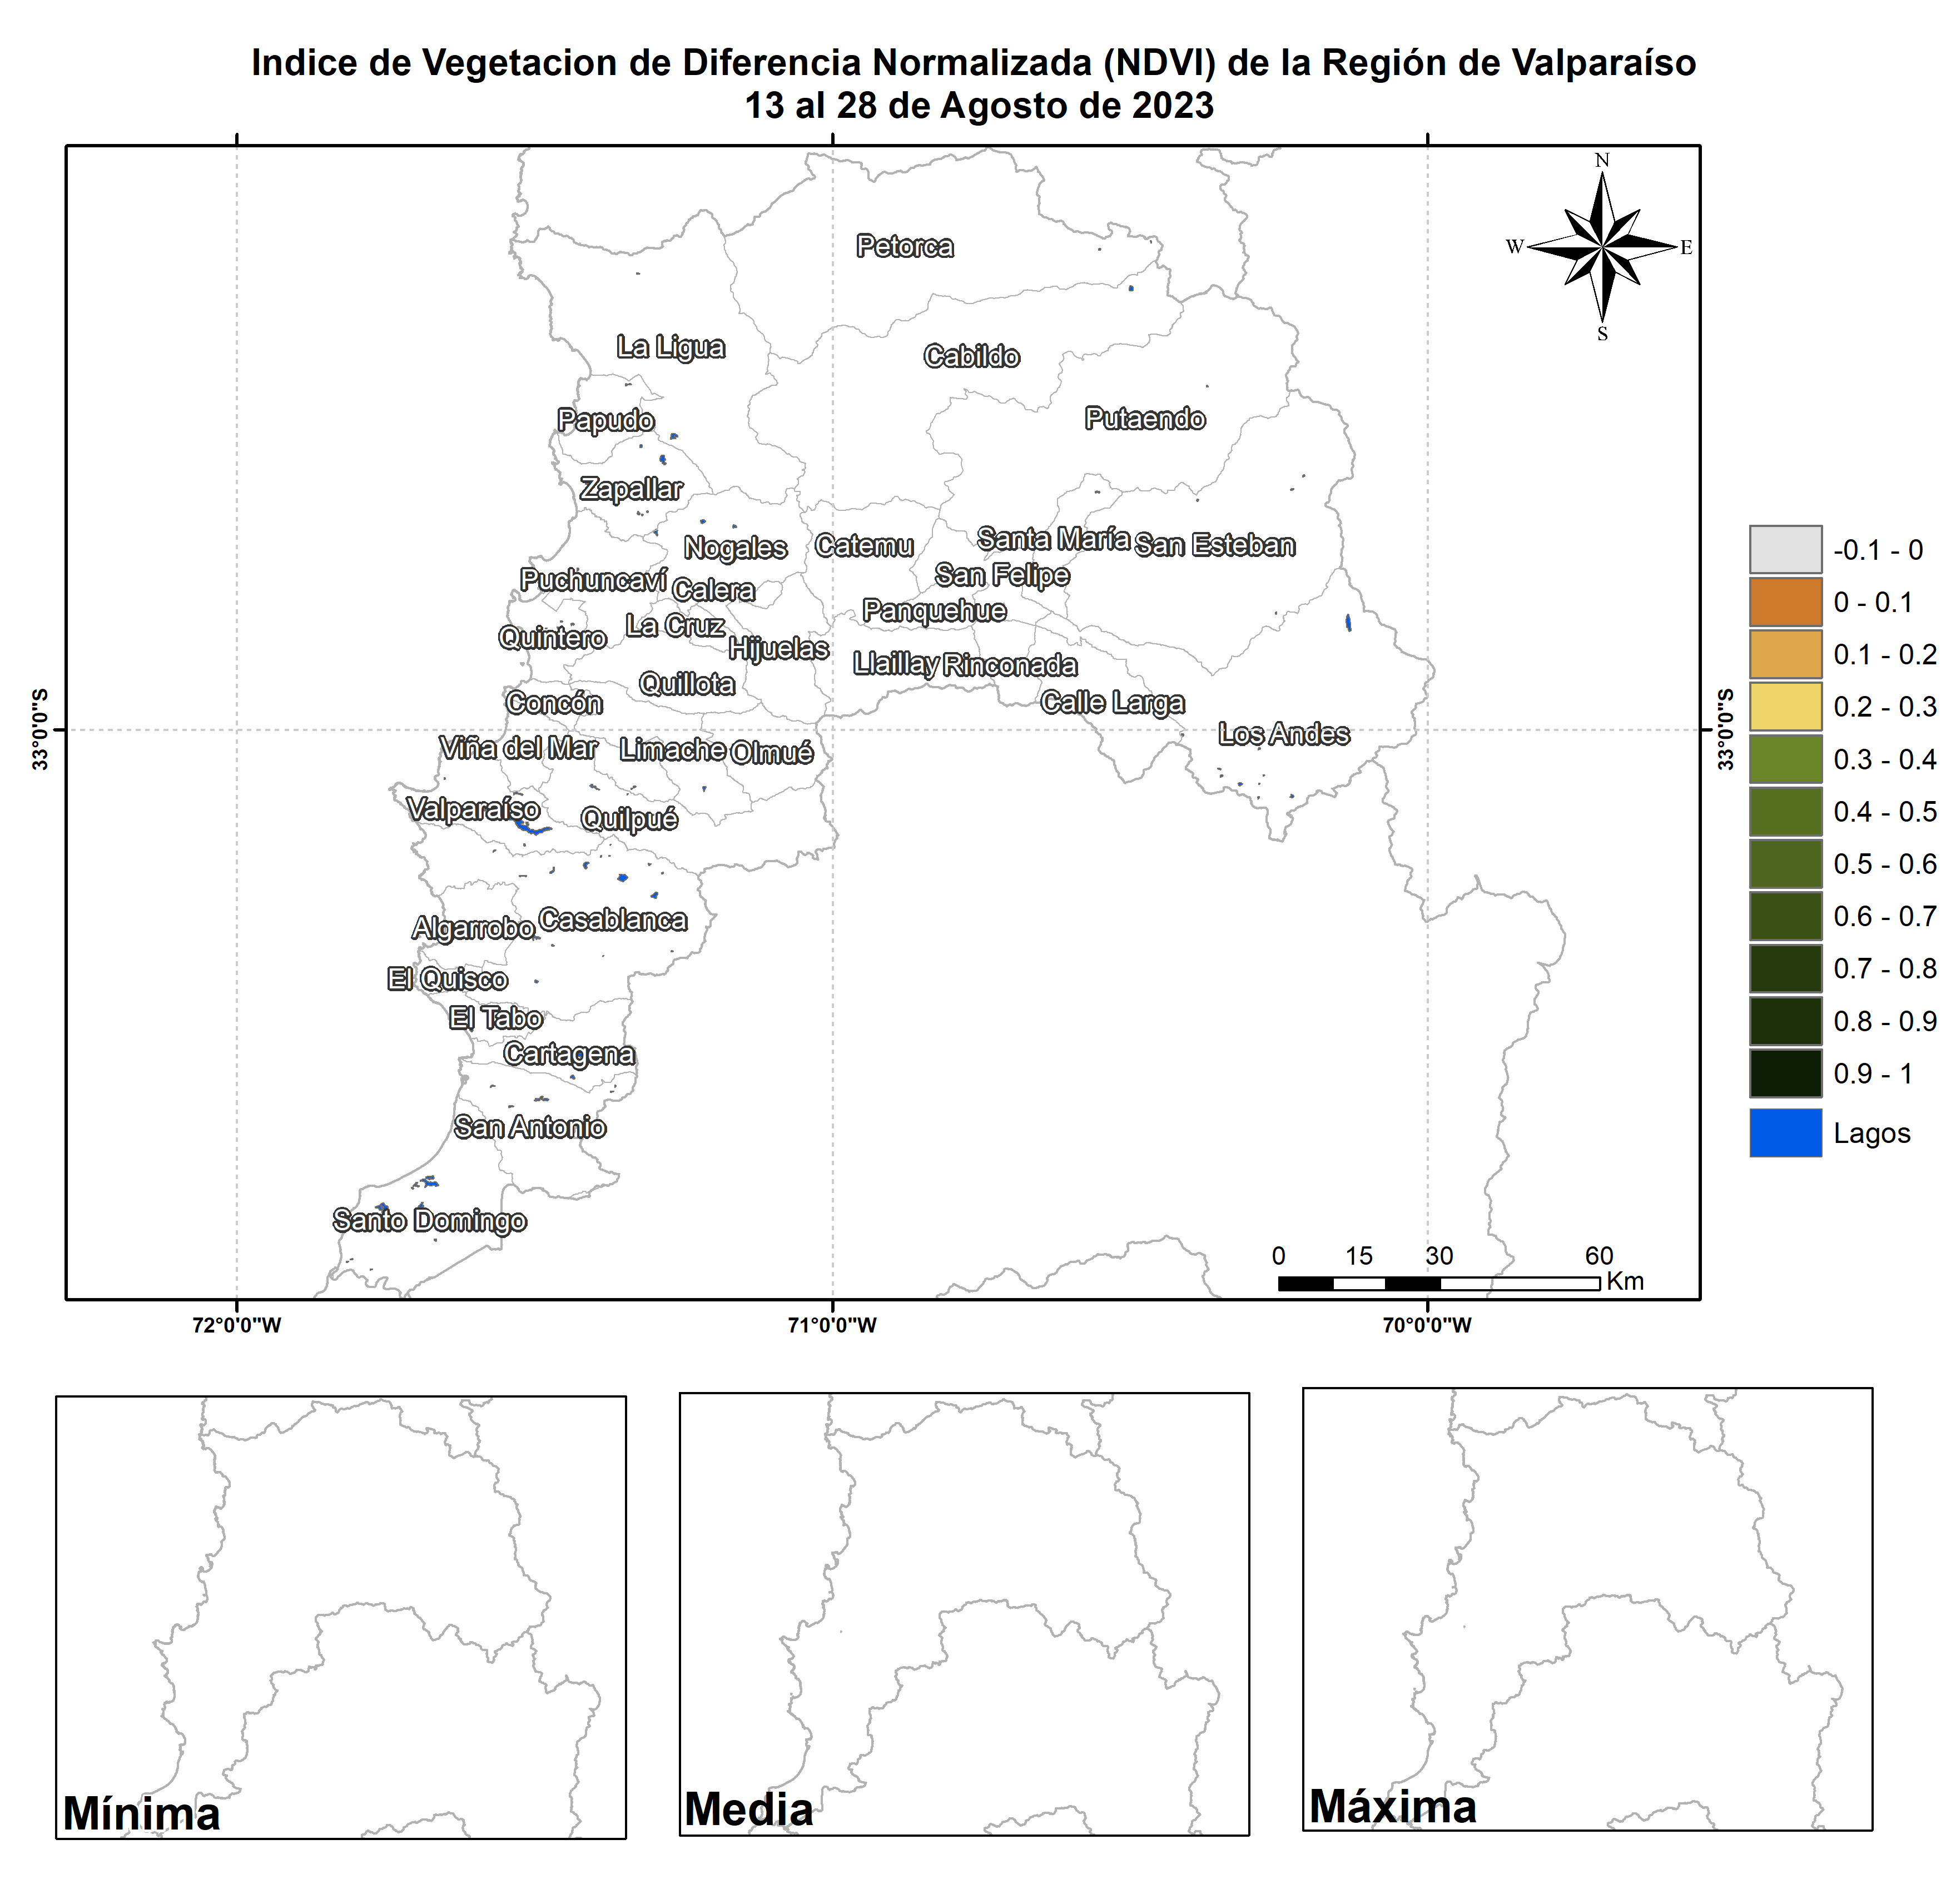 Indice de Vegetacion de Diferencia Normalizada (NDVI) de la Región de Valparaíso
13 al 28 de Agosto de 2023
N
W
E
S
Petorca
La Ligua
Cabildo
Papudo
Putaendo
Zapallar
Nogales
Catemu
Santa María
San Esteban
Puchuncaví
Calera
San Felipe
Panquehue
La Cruz
Quintero
Hijuelas
Llaillay
Rinconada
Quillota
Concón
Calle Larga
Los Andes
Viña del Mar
Limache
Olmué
Valparaíso
Quilpué
Algarrobo
Casablanca
El Quisco
El Tabo
Cartagena
San Antonio
Santo Domingo
33°0'0"S
33°0'0"S
0 15 30 60
Km
72°0'0"W
71°0'0"W
70°0'0"W
-0.1 - 0
0 - 0.1
0.1 - 0.2
0.2 - 0.3
0.3 - 0.4
0.4 - 0.5
0.5 - 0.6
0.6 - 0.7
0.7 - 0.8
0.8 - 0.9
0.9 - 1
Lagos
Mínima
Media
Máxima